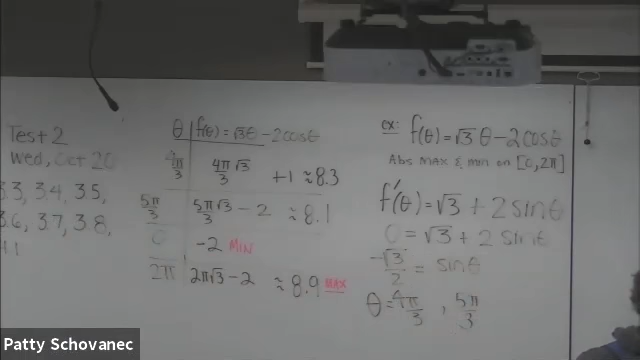 Test 2
Wed, Oct 20
3.3, 3.4, 3.5,
3.6, 3.7, 3.8,
4.1
θ | f(θ) = √3θ - 2cosθ
4π/3 | 4π/3 √3 + 1 ≈ 8.3
5π/3 | 5π/3 √3 - 2 ≈ 8.1
0 | -2 MIN
2π | 2π√3 - 2 ≈ 8.9 MAX
ex: f(θ) = √3 θ - 2cosθ
Abs max & min on [0, 2π]
f'(θ) = √3 + 2 sinθ
0 = √3 + 2 sinθ
-√3/2 = sinθ
θ = 4π/3, 5π/3
Patty Schovanec